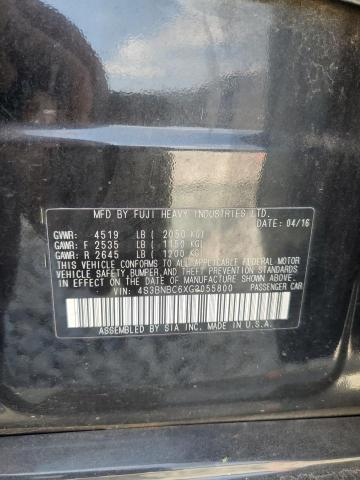 MFD BY FUJI HEAVY INDUSTRIES LTD.
DATE: 04/16
GVWR: 4519 LB ( 2050 KG)
GAWR: F 2535 LB ( 1150 KG)
GAWR: R 2645 LB ( 1200 KG)
THIS VEHICLE CONFORMS TO ALL APPLICABLE FEDERAL MOTOR
VEHICLE SAFETY, BUMPER, AND THEFT PREVENTION STANDARDS
IN EFFECT ON THE DATE OF MANUFACTURE SHOWN ABOVE.
VIN: 4S3BNBC6XG3055800 PASSENGER CAR
ASSEMBLED BY SIA INC. MADE IN U.S.A.